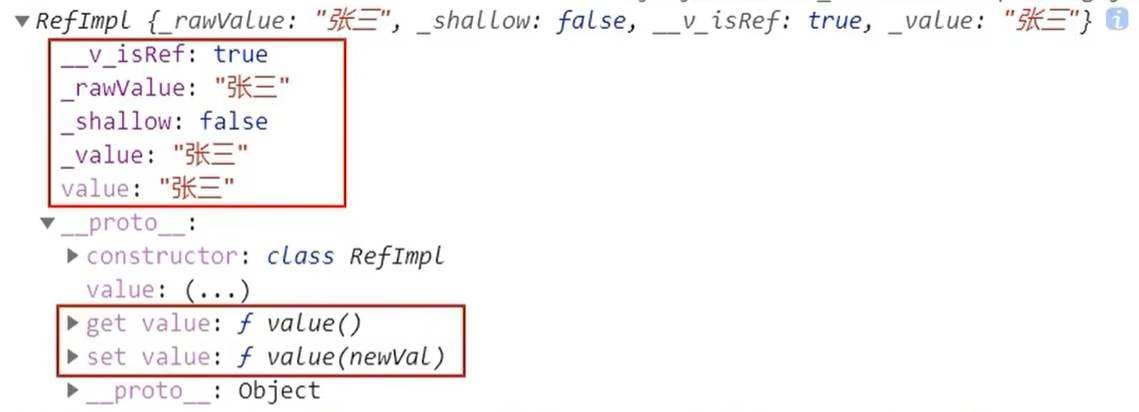 ▼RefImpl {_rawValue: "张三", _shallow: false, __v_isRef: true, _value: "张三"} i
__v_isRef: true
_rawValue: "张三"
_shallow: false
_value: "张三"
value: "张三"
▼__proto__:
▶constructor: class RefImpl
value: (...)
▶get value: ƒ value()
▶set value: ƒ value(newVal)
▶__proto__: Object